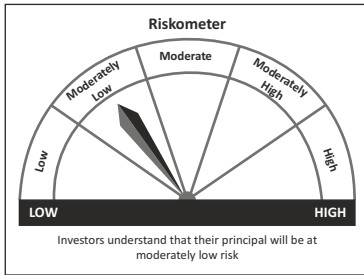 Riskometer
Low
Moderately
Low
Moderate
Moderately
High
High
LOW HIGH
Investors understand that their principal will be at
moderately low risk